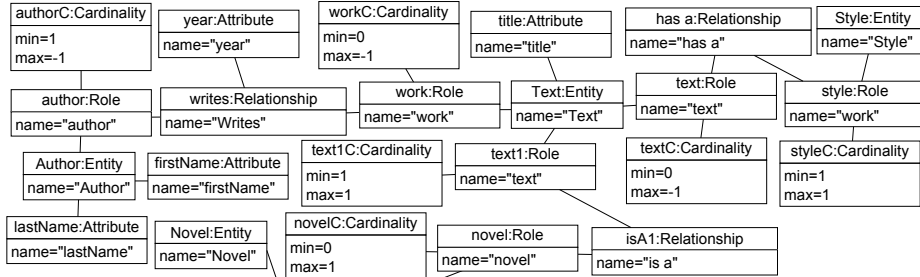 authorC:Cardinality
min=1
max=-1
year:Attribute
name="year"
workC:Cardinality
min=0
max=-1
title:Attribute
name="title"
has a:Relationship
name="has a"
Style:Entity
name="Style"
author:Role
name="author"
writes:Relationship
name="Writes"
work:Role
name="work"
Text:Entity
name="Text"
text:Role
name="text"
style:Role
name="work"
Author:Entity
name="Author"
firstName:Attribute
name="firstName"
text1C:Cardinality
min=1
max=1
text1:Role
name="text"
textC:Cardinality
min=0
max=-1
styleC:Cardinality
min=1
max=1
lastName:Attribute
name="lastName"
Novel:Entity
name="Novel"
novelC:Cardinality
min=0
max=1
novel:Role
name="novel"
isA1:Relationship
name="is a"